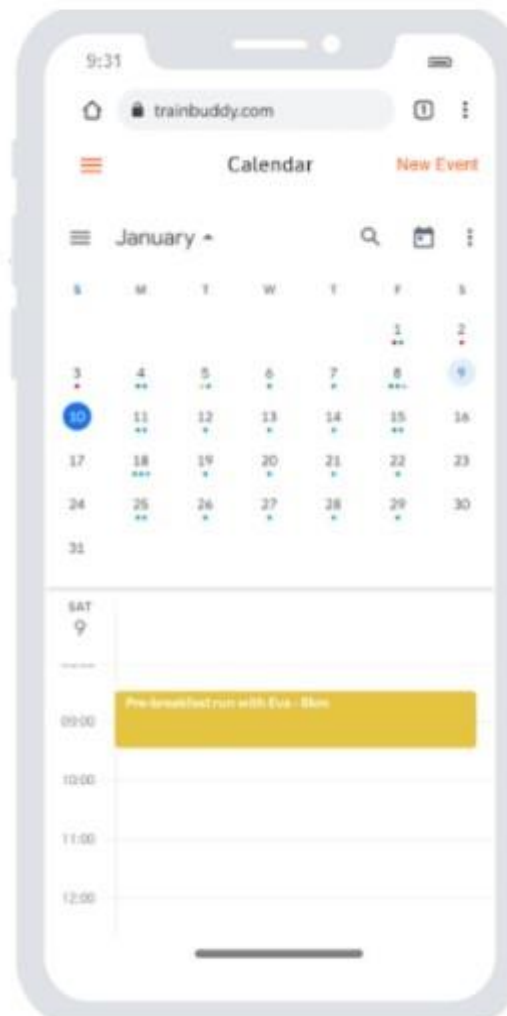 9:31
trainbuddy.com 1
Calendar New Event
January
S M T W T F S
1 2
3 4 5 6 7 8 9
10 11 12 13 14 15 16
17 18 19 20 21 22 23
24 25 26 27 28 29 30
31
SAT
9
Pre-breakfast run with Eva - 8km
09:00
10:00
11:00
12:00